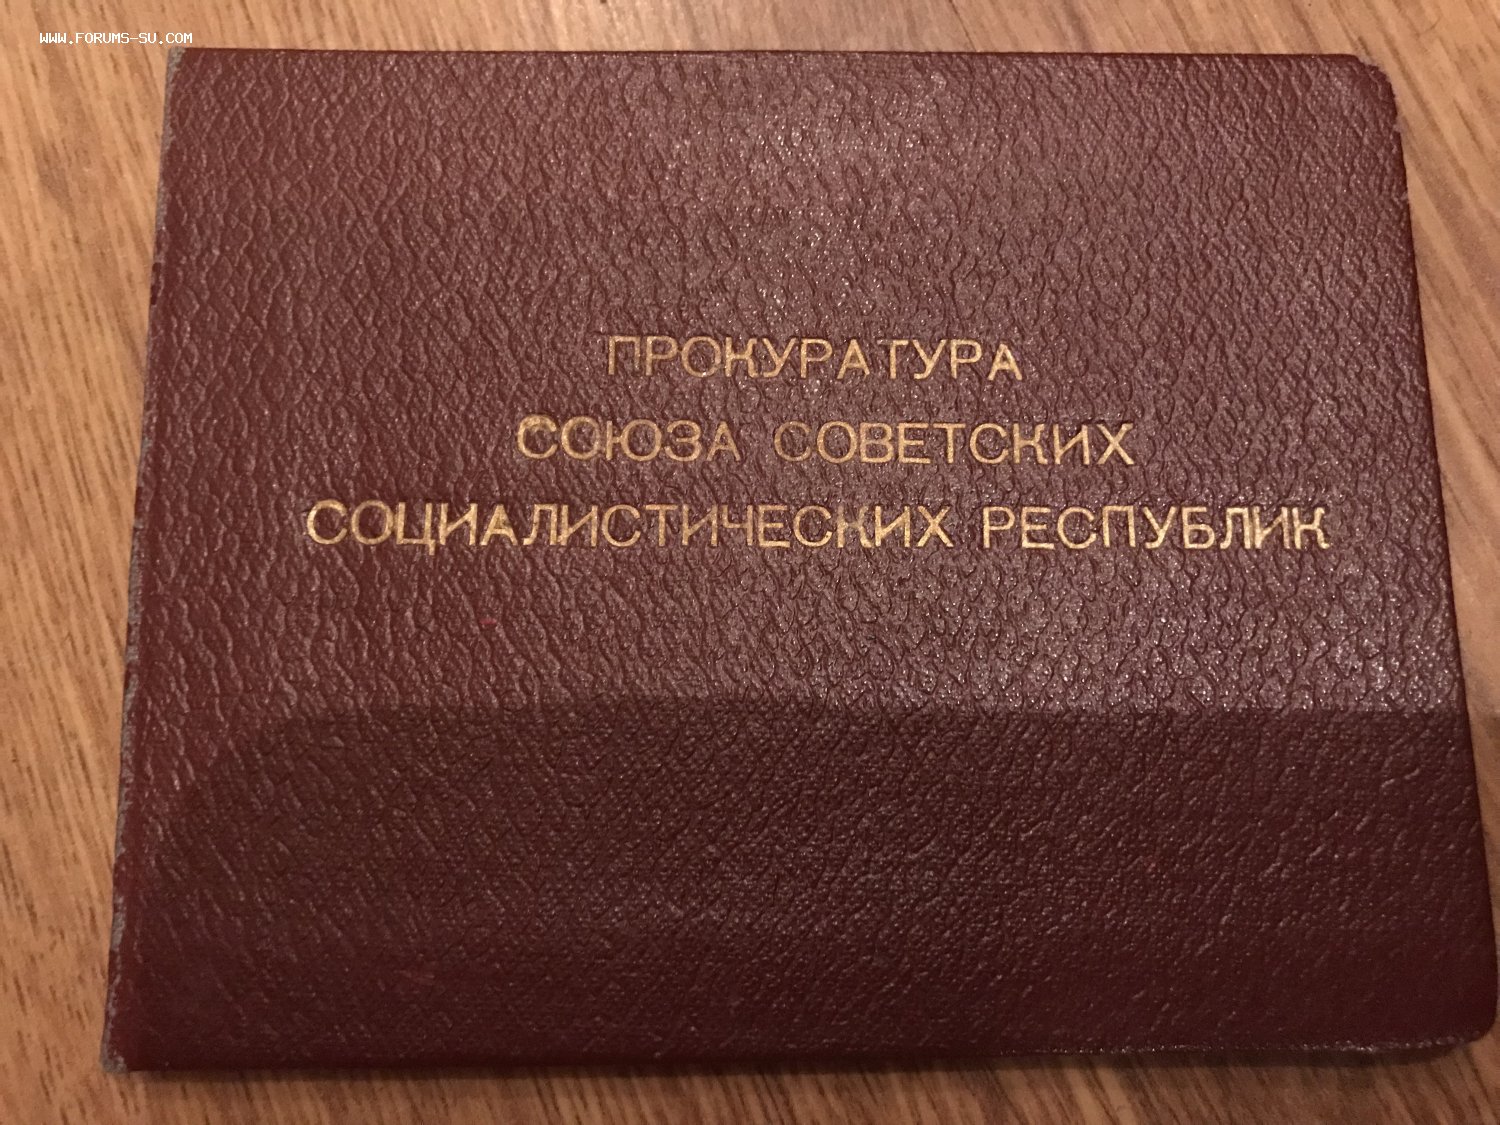 WWW.FORUMS-SU.COM
ПРОКУРАТУРА
СОЮЗА СОВЕТСКИХ
СОЦИАЛИСТИЧЕСКИХ РЕСПУБЛИК